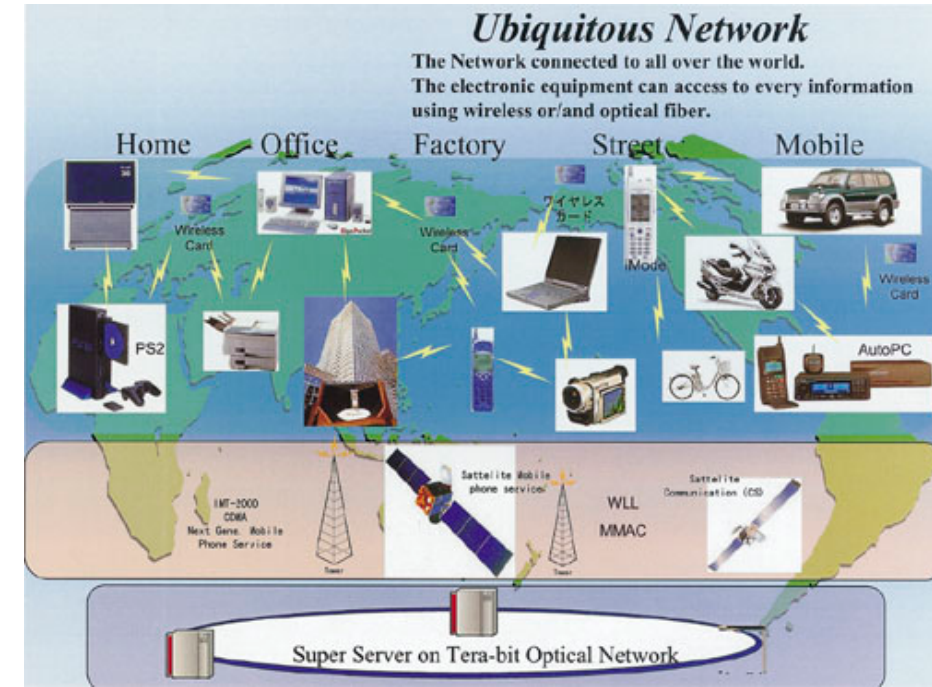 Ubiquitous Network
The Network connected to all over the world.
The electronic equipment can access to every information
using wireless or/and optical fiber.
Home Office Factory Street Mobile
Wireless
Card
Wireless
Card
ワイヤレス
カード
iMode
Wireless
Card
PS2
AutoPC
IMT-2000
CDMA
Next Gene. Mobile
Phone Service
Tower
Sattelite Mobile
phone service
Tower
WLL
MMAC
Sattelite
Communication (CS)
Super Server on Tera-bit Optical Network